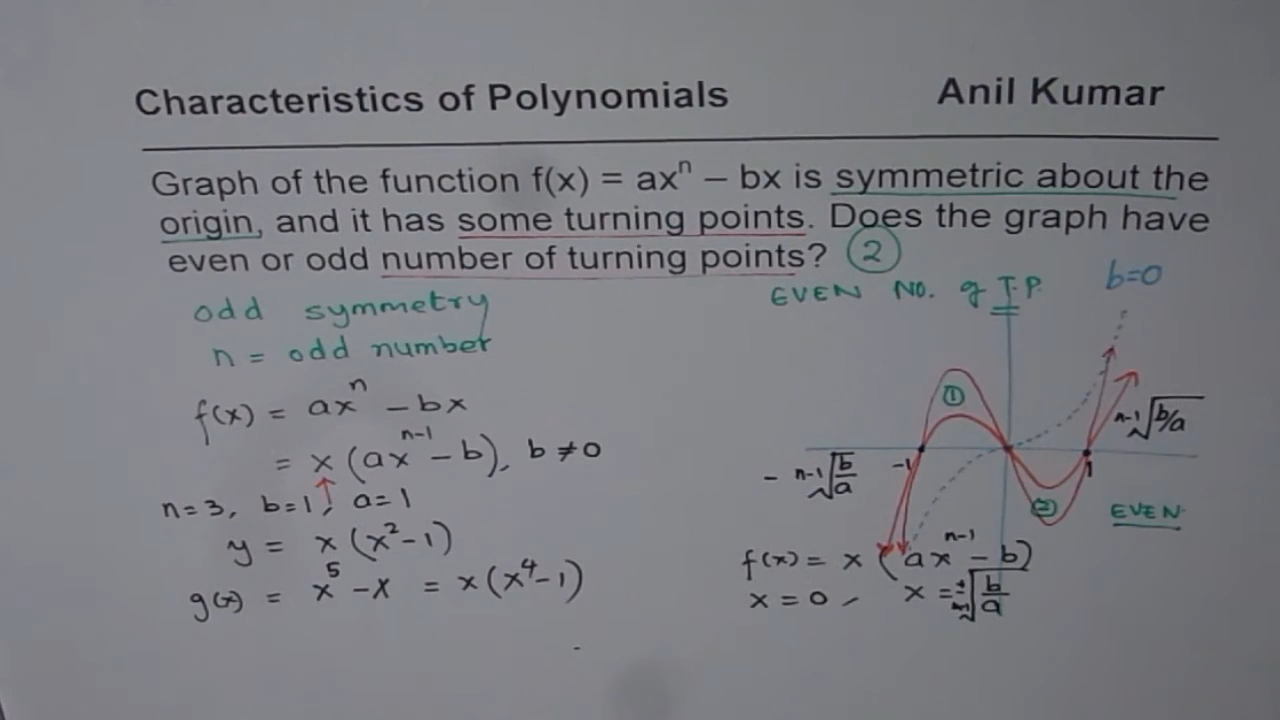 Characteristics of Polynomials Anil Kumar
Graph of the function f(x) = axⁿ – bx is symmetric about the
origin, and it has some turning points. Does the graph have
even or odd number of turning points? ②
odd symmetry
n = odd number
f(x) = axⁿ - bx
= x (axⁿ⁻¹ - b), b ≠ 0
n = 3, b = 1, a = 1
y = x (x² - 1)
g(x) = x⁵ - x = x (x⁴ - 1)
EVEN NO. of T.P.
b=0
①
ⁿ⁻¹√b/a
- ⁿ⁻¹√b/a
-1
1
②
EVEN
f(x) = x (axⁿ⁻¹ - b)
x = 0, x = ± ⁿ⁻¹√b/a